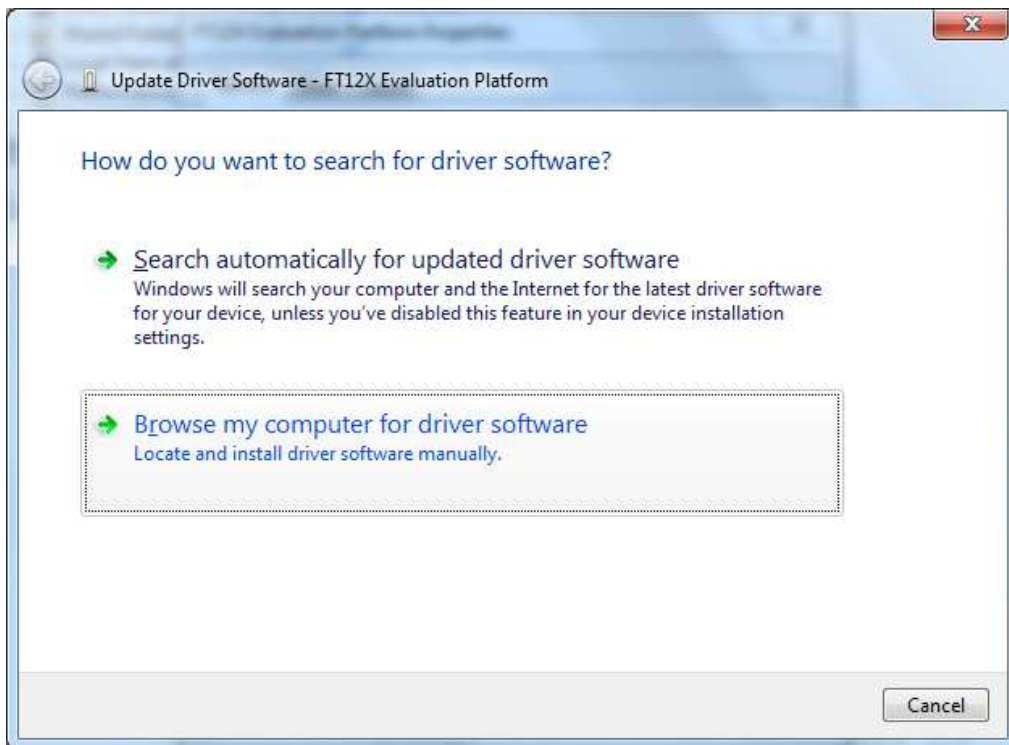 Update Driver Software - FT12X Evaluation Platform
How do you want to search for driver software?
Search automatically for updated driver software
Windows will search your computer and the Internet for the latest driver software
for your device, unless you've disabled this feature in your device installation
settings.
Browse my computer for driver software
Locate and install driver software manually.
Cancel